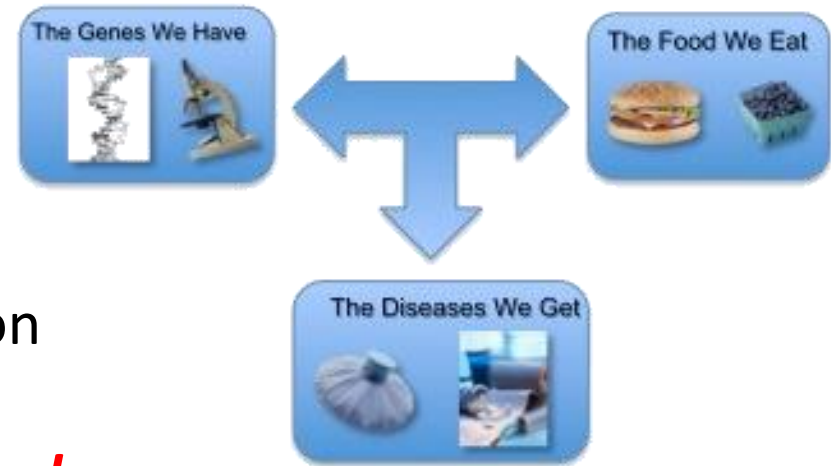 The Genes We Have
The Food We Eat
The Diseases We Get
on